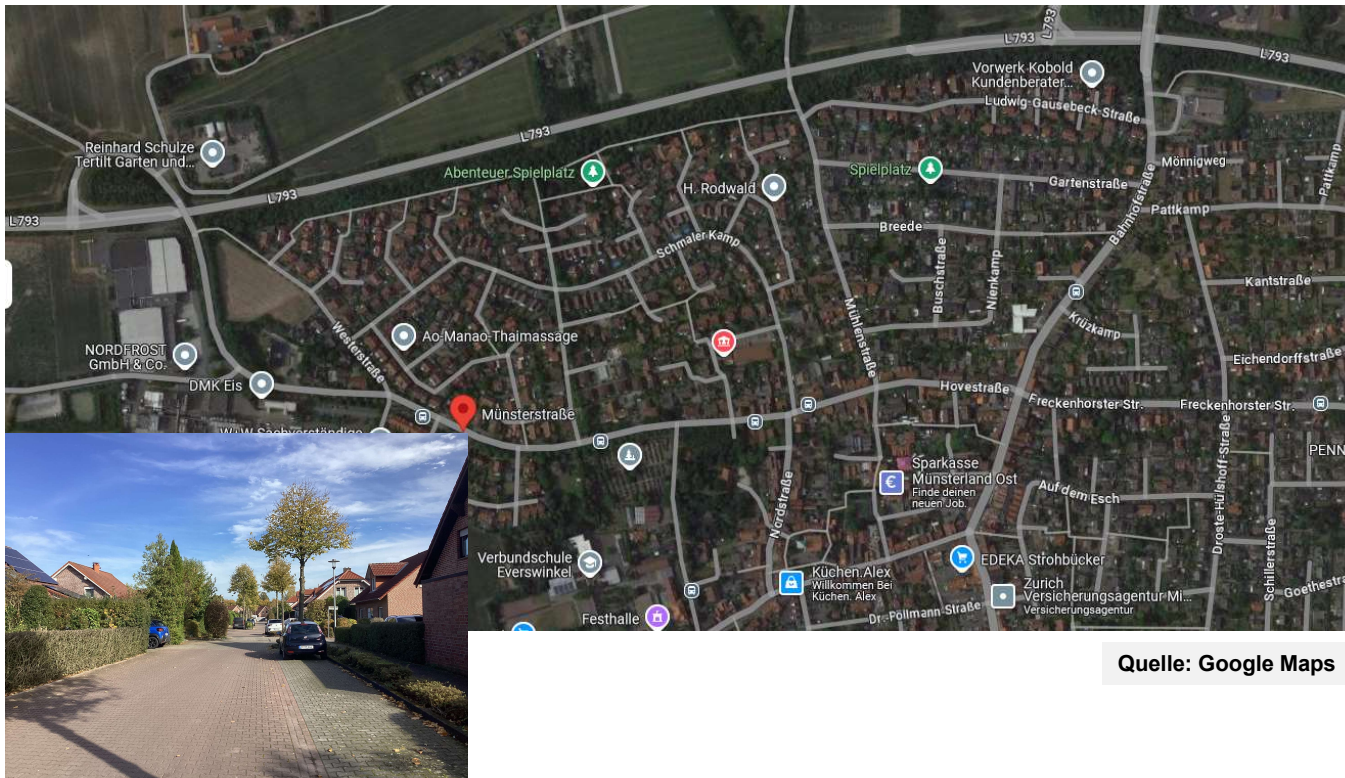 L793
L793
L793
Vorwerk Kobold
Kundenberater...
Ludwig-Gausebeck-Straße
L793
Reinhard Schulze
Tertilt Garten und...
Abenteuer Spielplatz
H. Rodwald
Spielplatz
Gartenstraße
Mönnigweg
Pattkamp
L793
L793
Pattkamp
Breede
Bahnhofstraße
Schmaler Kamp
Buschstraße
Nienkamp
Kantstraße
Mühlenstraße
Krüzkamp
Westerstraße
Ao-Manao-Thaimassage
NORDFROST
GmbH & Co.
Eichendorffstraße
DMK Eis
Hovestraße
Freckenhorster Str.
Freckenhorster Str.
Münsterstraße
W+W Sachverständige
Droste-Hülshoff-Straße
PENN
Sparkasse
Münsterland Ost
Finde deinen
neuen Job.
Auf dem Esch
Nordstraße
Schillerstraße
Verbundschule
Everswinkel
EDEKA Strohbücker
Küchen.Alex
Willkommen Bei
Küchen. Alex
Zurich
Versicherungsagentur Mi...
Versicherungsagentur
Goethestra
Festhalle
Dr.-Pöllmann Straße
Quelle: Google Maps